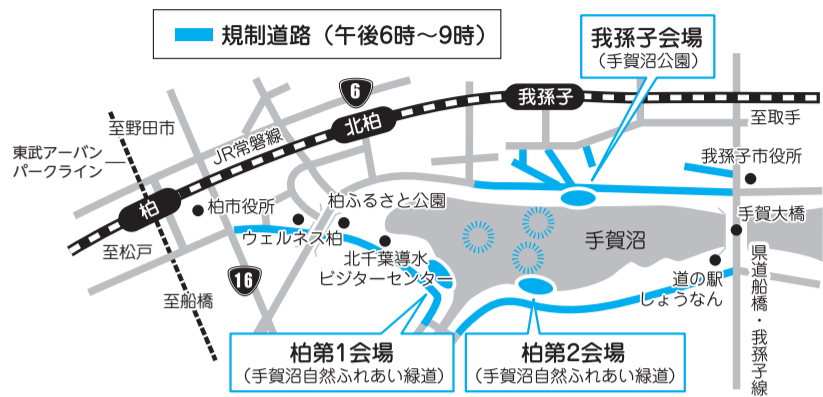 規制道路（午後6時～9時）
我孫子会場
（手賀沼公園）
6
我孫子
北柏
至野田市
至取手
JR常磐線
東武アーバン
パークライン
我孫子市役所
柏
柏市役所
柏ふるさと公園
手賀大橋
ウェルネス柏
手賀沼
至松戸
北千葉導水
ビジターセンター
16
道の駅
しょうなん
至船橋
県道船橋・我孫子線
柏第1会場
（手賀沼自然ふれあい緑道）
柏第2会場
（手賀沼自然ふれあい緑道）